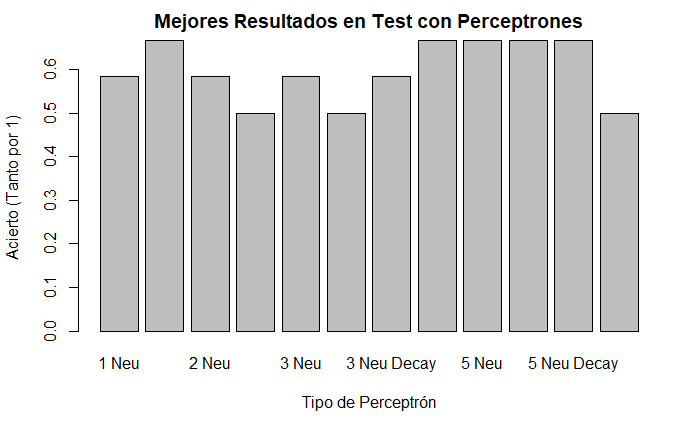 Mejores Resultados en Test con Perceptrones
Acierto (Tanto por 1)
0.6
0.5
0.4
0.3
0.2
0.1
0.0
1 Neu 2 Neu 3 Neu 3 Neu Decay 5 Neu 5 Neu Decay
Tipo de Perceptrón